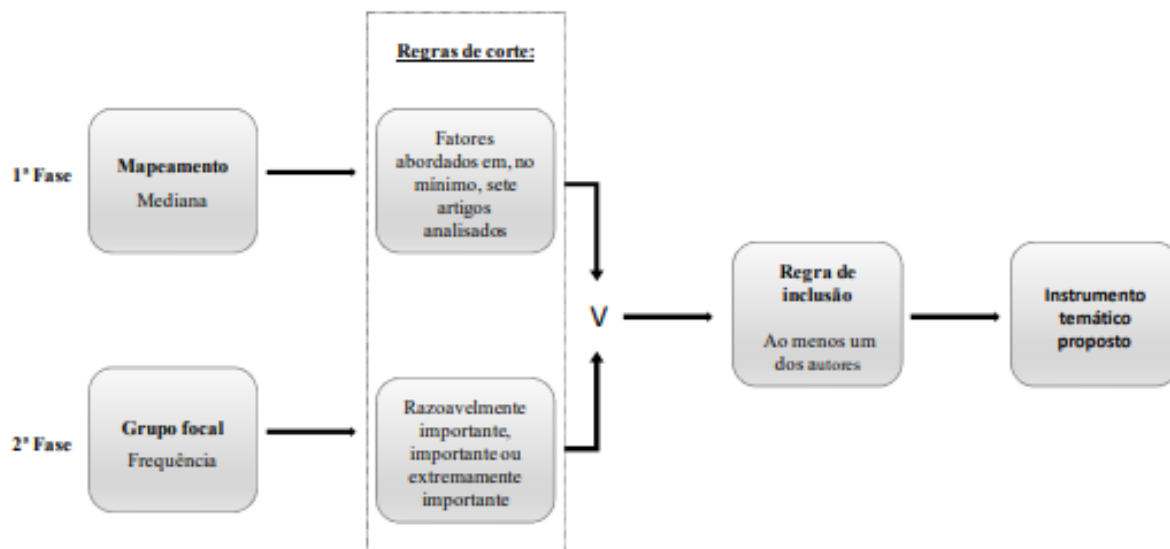 Regras de corte:
1ª Fase
Mapeamento
Mediana
Fatores
abordados em, no
mínimo, sete
artigos
analisados
V
Regra de
inclusão
Ao menos um
dos autores
Instrumento
temático
proposto
2ª Fase
Grupo focal
Frequência
Razoavelmente
importante,
importante ou
extremamente
importante